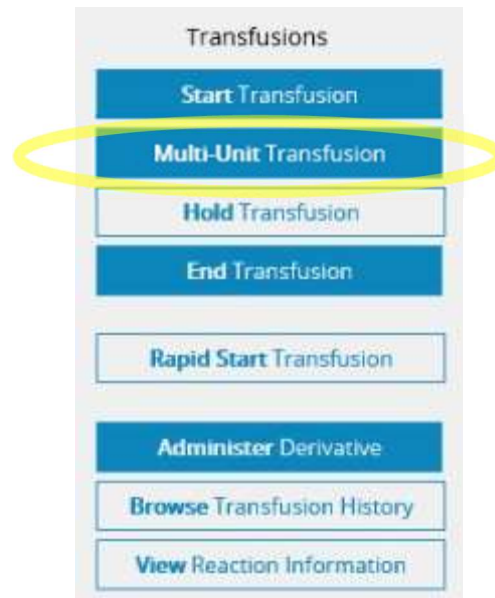 Transfusions
Start Transfusion
Multi-Unit Transfusion
Hold Transfusion
End Transfusion
Rapid Start Transfusion
Administer Derivative
Browse Transfusion History
View Reaction Information